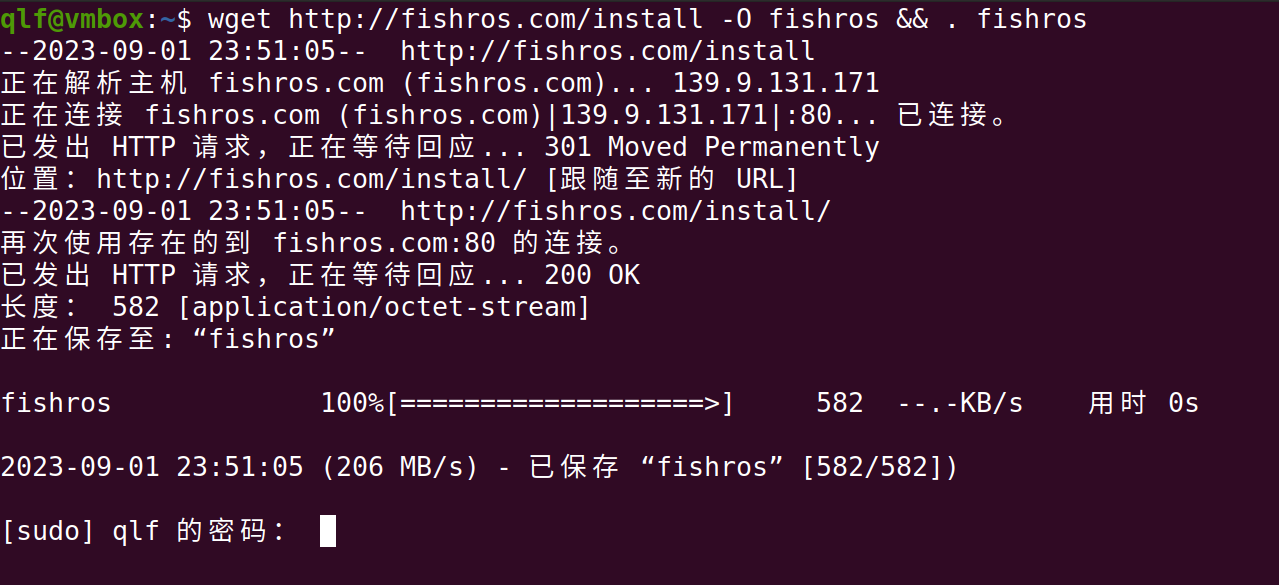 qlf@vmbox:~$ wget http://fishros.com/install -O fishros && . fishros
--2023-09-01 23:51:05--  http://fishros.com/install
正在解析主机 fishros.com (fishros.com)... 139.9.131.171
正在连接 fishros.com (fishros.com)|139.9.131.171|:80... 已连接。
已发出 HTTP 请求，正在等待回应... 301 Moved Permanently
位置：http://fishros.com/install/ [跟随至新的 URL]
--2023-09-01 23:51:05--  http://fishros.com/install/
再次使用存在的到 fishros.com:80 的连接。
已发出 HTTP 请求，正在等待回应... 200 OK
长度： 582 [application/octet-stream]
正在保存至: “fishros”
fishros             100%[===================>]     582  --.-KB/s    用时 0s
2023-09-01 23:51:05 (206 MB/s) - 已保存 “fishros” [582/582])
[sudo] qlf 的密码：